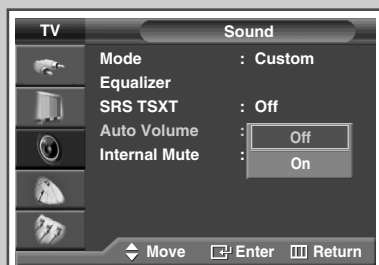 TV
Sound
Mode : Custom
Equalizer
SRS TSXT : Off
Auto Volume : Off
Internal Mute : On
Move Enter Return